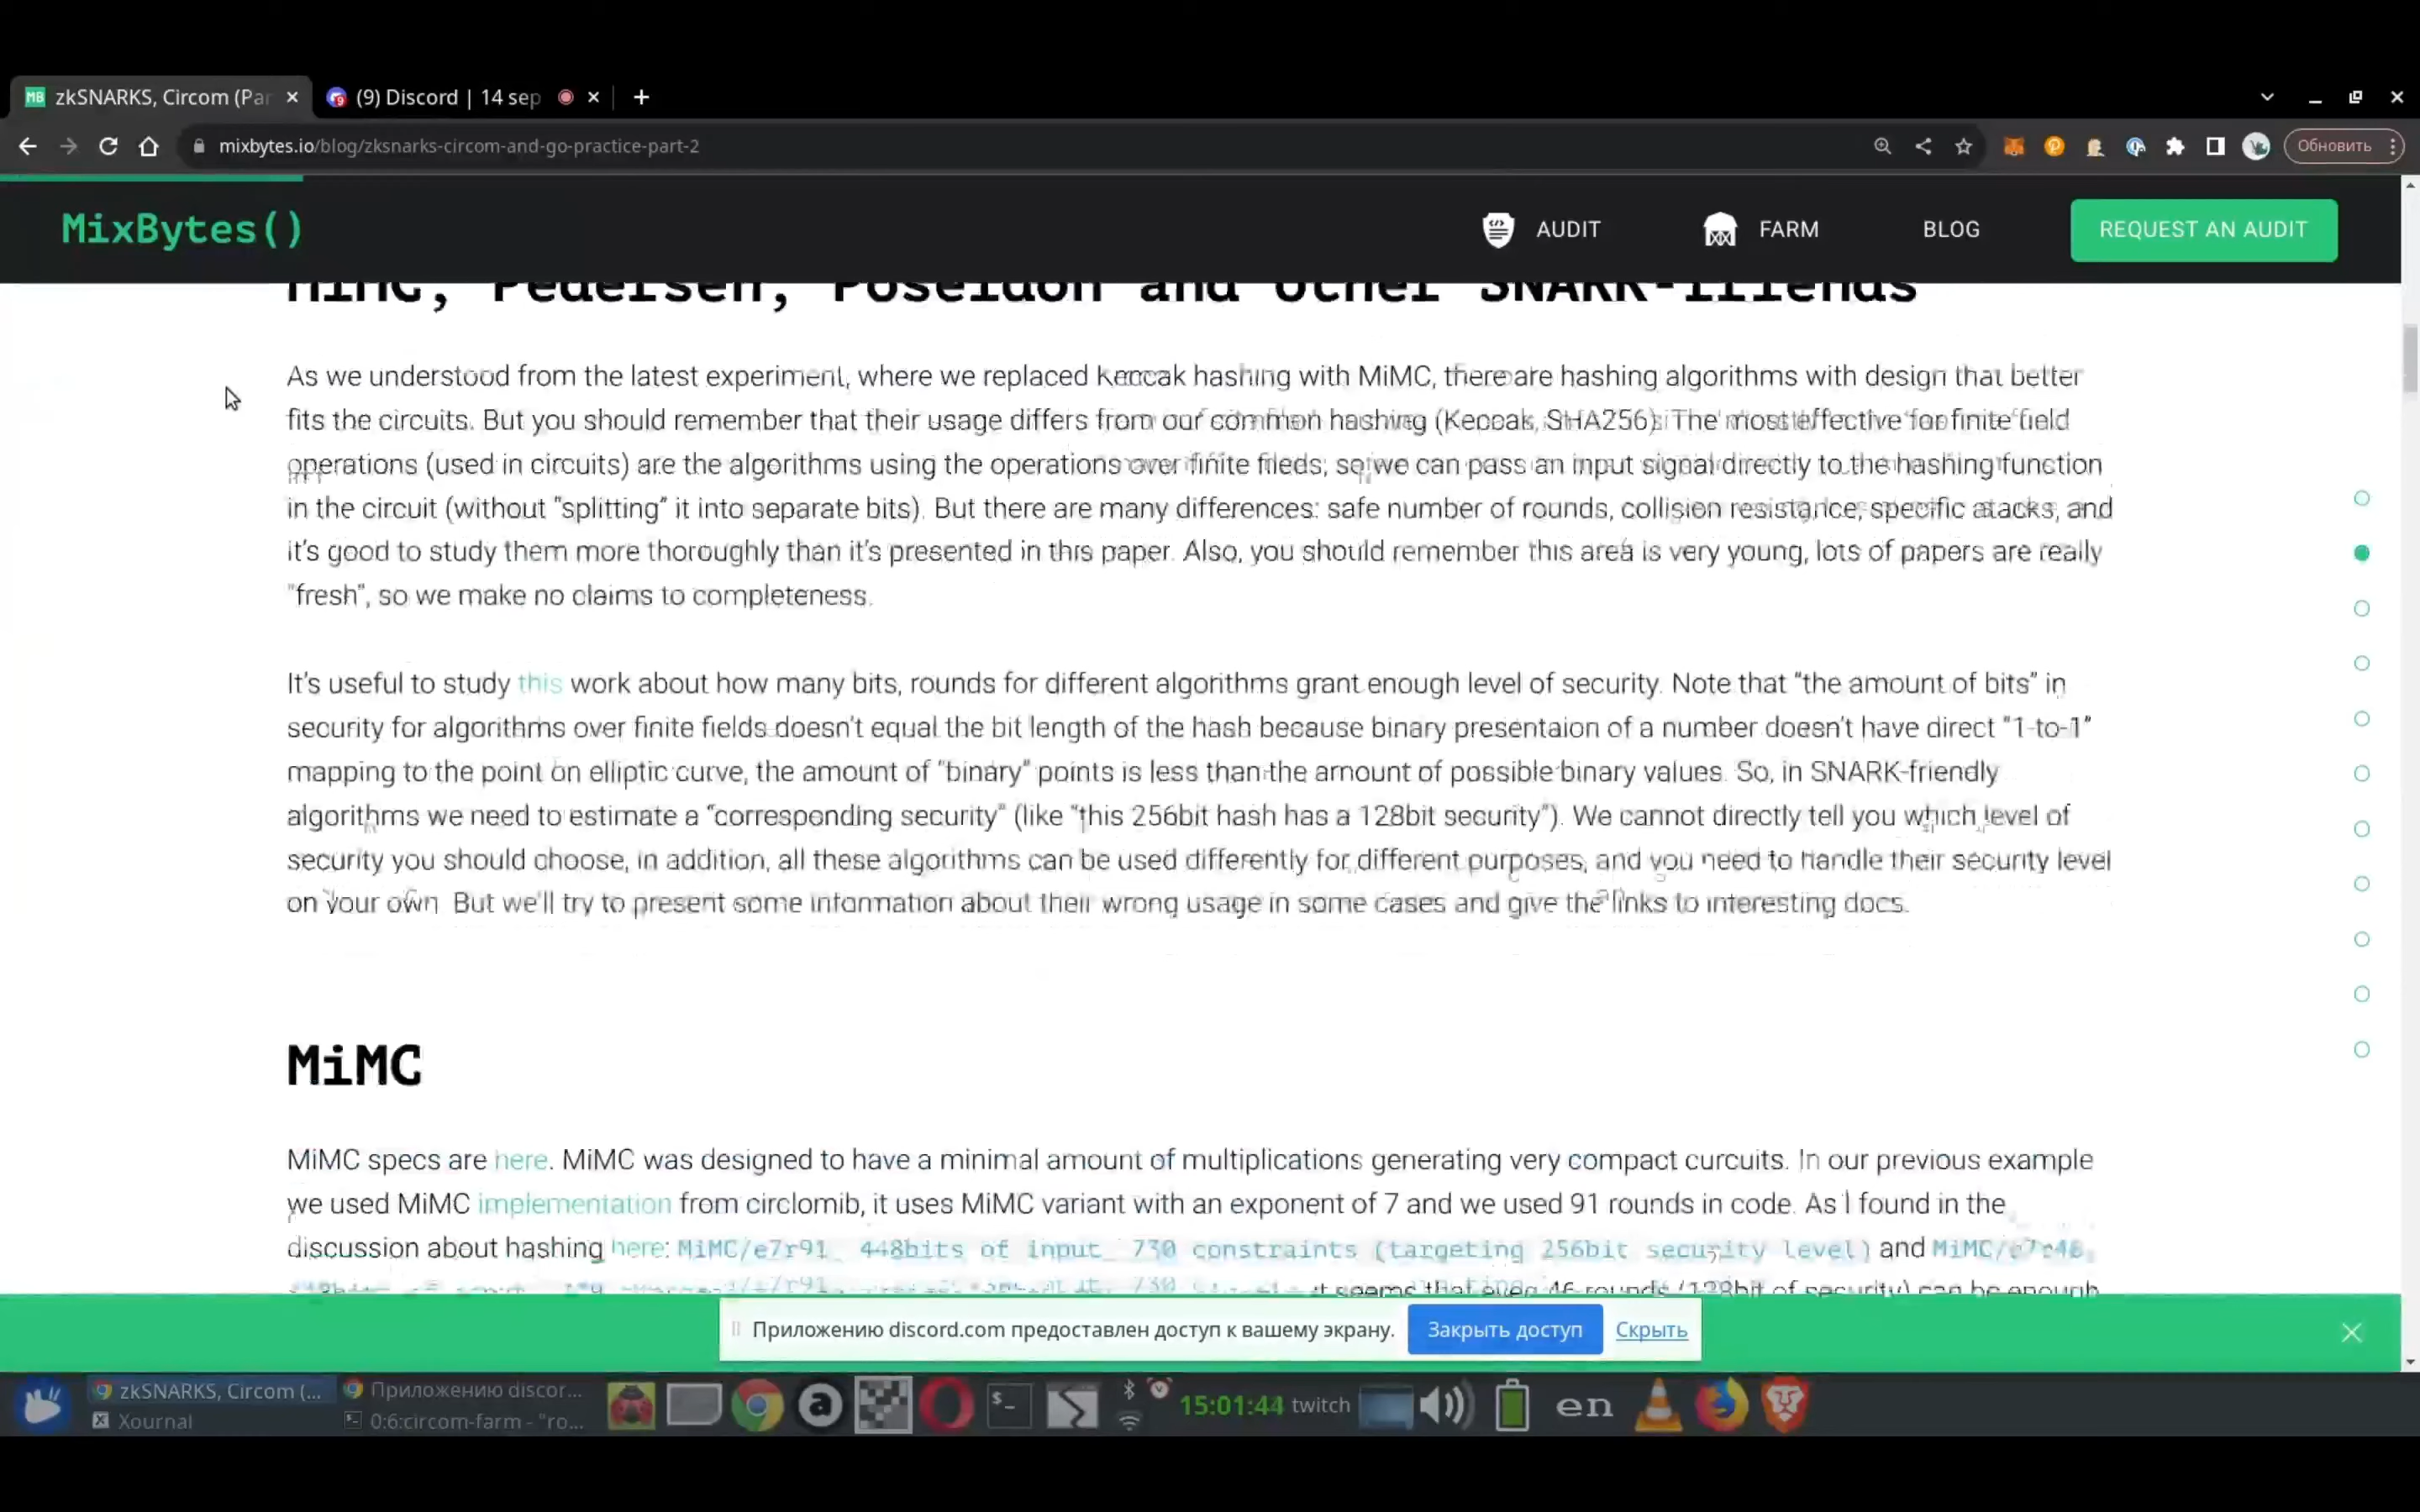 zkSNARKS, Circom (Par
(9) Discord | 14 sep
mixbytes.io/blog/zksnarks-circom-and-go-practice-part-2
Обновить
MixBytes()
AUDIT
FARM
BLOG
REQUEST AN AUDIT
MiMC, Pedersen, Poseidon and other SNARK-friends
As we understood from the latest experiment, where we replaced Keccak hashing with MiMC, there are hashing algorithms with design that better
fits the circuits. But you should remember that their usage differs from our common hashing (Keccak, SHA256). The most effective for finite field
operations (used in circuits) are the algorithms using the operations over finite fileds, so we can pass an input signal directly to the hashing function
in the circuit (without "splitting" it into separate bits). But there are many differences: safe number of rounds, collision resistance, specific atacks, and
it's good to study them more thoroughly than it's presented in this paper. Also, you should remember this area is very young, lots of papers are really
"fresh", so we make no claims to completeness.
It's useful to study this work about how many bits, rounds for different algorithms grant enough level of security. Note that "the amount of bits" in
security for algorithms over finite fields doesn't equal the bit length of the hash because binary presentaion of a number doesn't have direct "1-to-1"
mapping to the point on elliptic curve, the amount of "binary" points is less than the amount of possible binary values. So, in SNARK-friendly
algorithms we need to estimate a "corresponding security" (like "this 256bit hash has a 128bit security"). We cannot directly tell you which level of
security you should choose, in addition, all these algorithms can be used differently for different purposes, and you need to handle their security level
on your own. But we'll try to present some information about their wrong usage in some cases and give the links to interesting docs.
MiMC
MiMC specs are here. MiMC was designed to have a minimal amount of multiplications generating very compact curcuits. In our previous example
we used MiMC implementation from circlomib, it uses MiMC variant with an exponent of 7 and we used 91 rounds in code. As I found in the
discussion about hashing here: MiMC/e7r91_ 448bits of input_ 730 constraints (targeting 256bit security level) and MiMC/e7r46,
it seems that even 46 rounds (128bit of security) can be enough
Приложению discord.com предоставлен доступ к вашему экрану.
Закрыть доступ
Скрыть
zkSNARKS, Circom (...
Приложению discor...
Xournal
0:6:circom-farm - "ro...
15:01:44 twitch
en